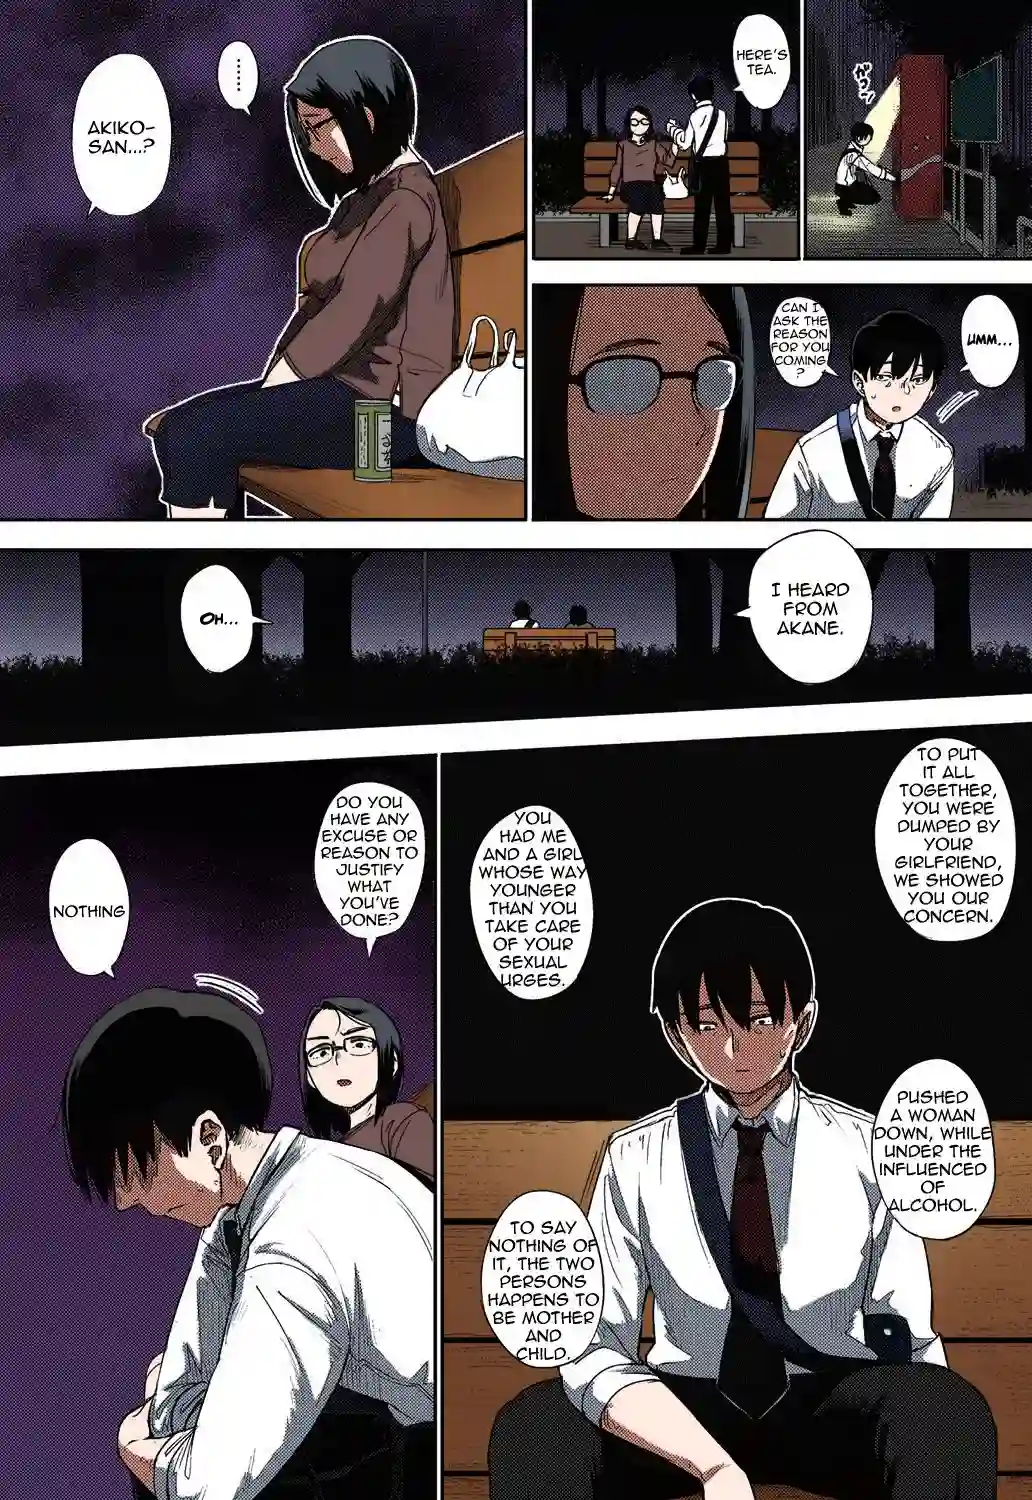 がコン
HERE'S
TEA.
......
AKIKO-
SAN...?
UMM...
CAN I
ASK THE
REASON
FOR YOU
COMING
?
I HEARD
FROM
AKANE.
OH...
TO PUT
IT ALL
TOGETHER,
YOU WERE
DUMPED BY
YOUR
GIRLFRIEND,
WE SHOWED
YOU OUR
CONCERN.
PUSHED
A WOMAN
DOWN, WHILE
UNDER THE
INFLUENCED
OF
ALCOHOL.
YOU
HAD ME
AND A GIRL
WHOSE WAY
YOUNGER
THAN YOU
TAKE CARE
OF YOUR
SEXUAL
URGES.
TO SAY
NOTHING OF
IT, THE TWO
PERSONS
HAPPENS TO
BE MOTHER
AND
CHILD.
DO YOU
HAVE ANY
EXCUSE OR
REASON TO
JUSTIFY
WHAT
YOU'VE
DONE?
NOTHING